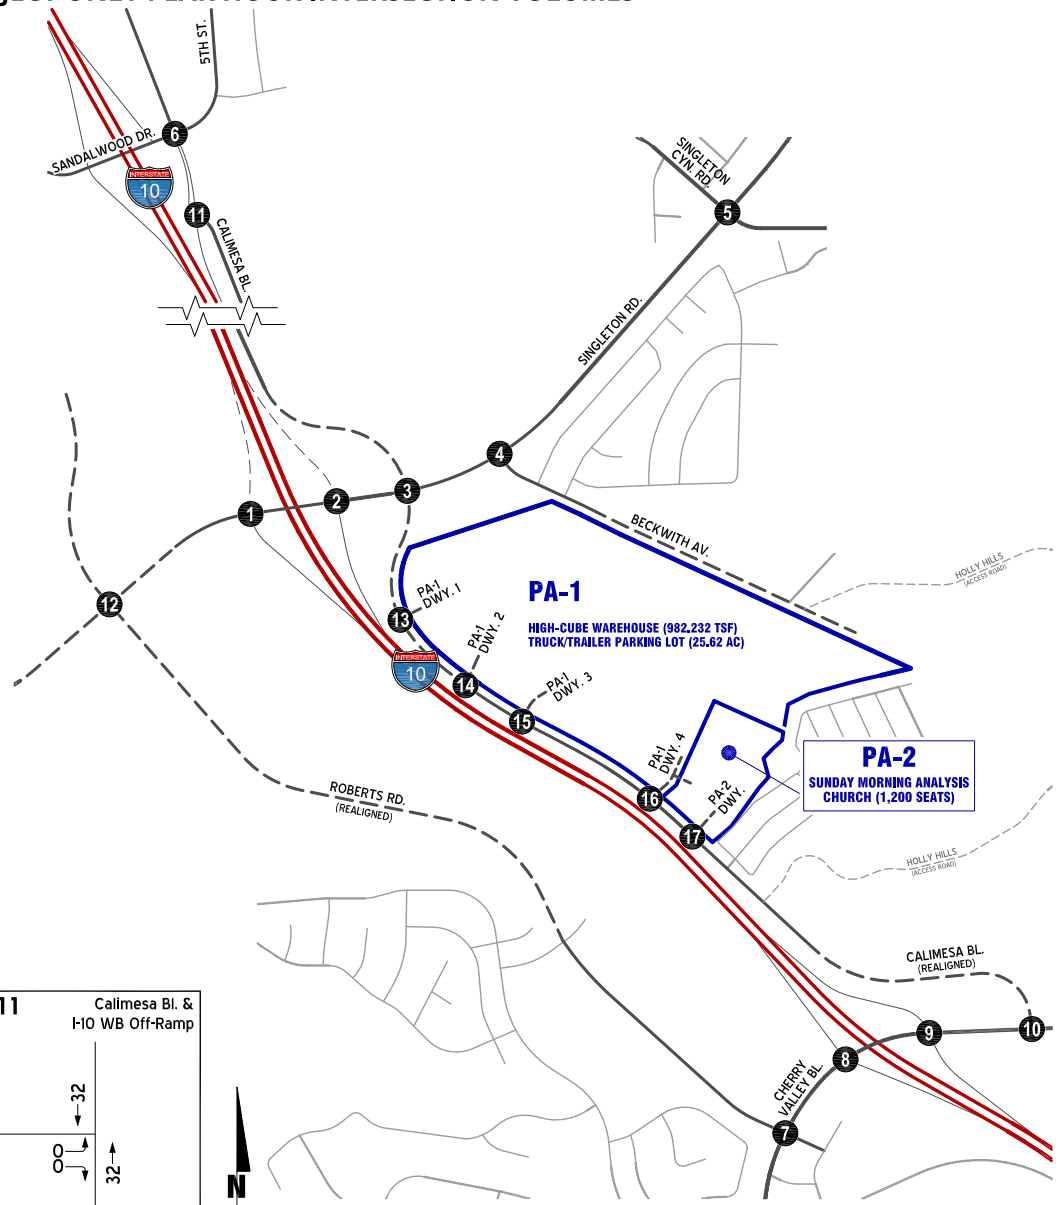 5TH ST.
6
SANDALWOOD DR.
INTERSTATE
10
11
CALIMESA BL.
SINGLETON
CYN. RD.
5
SINGLETON RD.
4
3
2
1
BECKWITH AV.
HOLLY HILLS
(ACCESS ROAD)
12
13
PA-1
DWY. 1
PA-1
HIGH-CUBE WAREHOUSE (982.232 TSF)
TRUCK/TRAILER PARKING LOT (25.62 AC)
PA-1
DWY. 2
INTERSTATE
10
14
PA-1
DWY. 3
15
PA-1
DWY. 4
16
PA-2
DWY.
17
PA-2
SUNDAY MORNING ANALYSIS
CHURCH (1,200 SEATS)
ROBERTS RD.
(REALIGNED)
HOLLY HILLS
(ACCESS ROAD)
CALIMESA BL.
(REALIGNED)
10
9
8
CHERRY
VALLEY BL.
7
11
Calimesa Bl. &
I-10 WB Off-Ramp
32
0
0
32
N